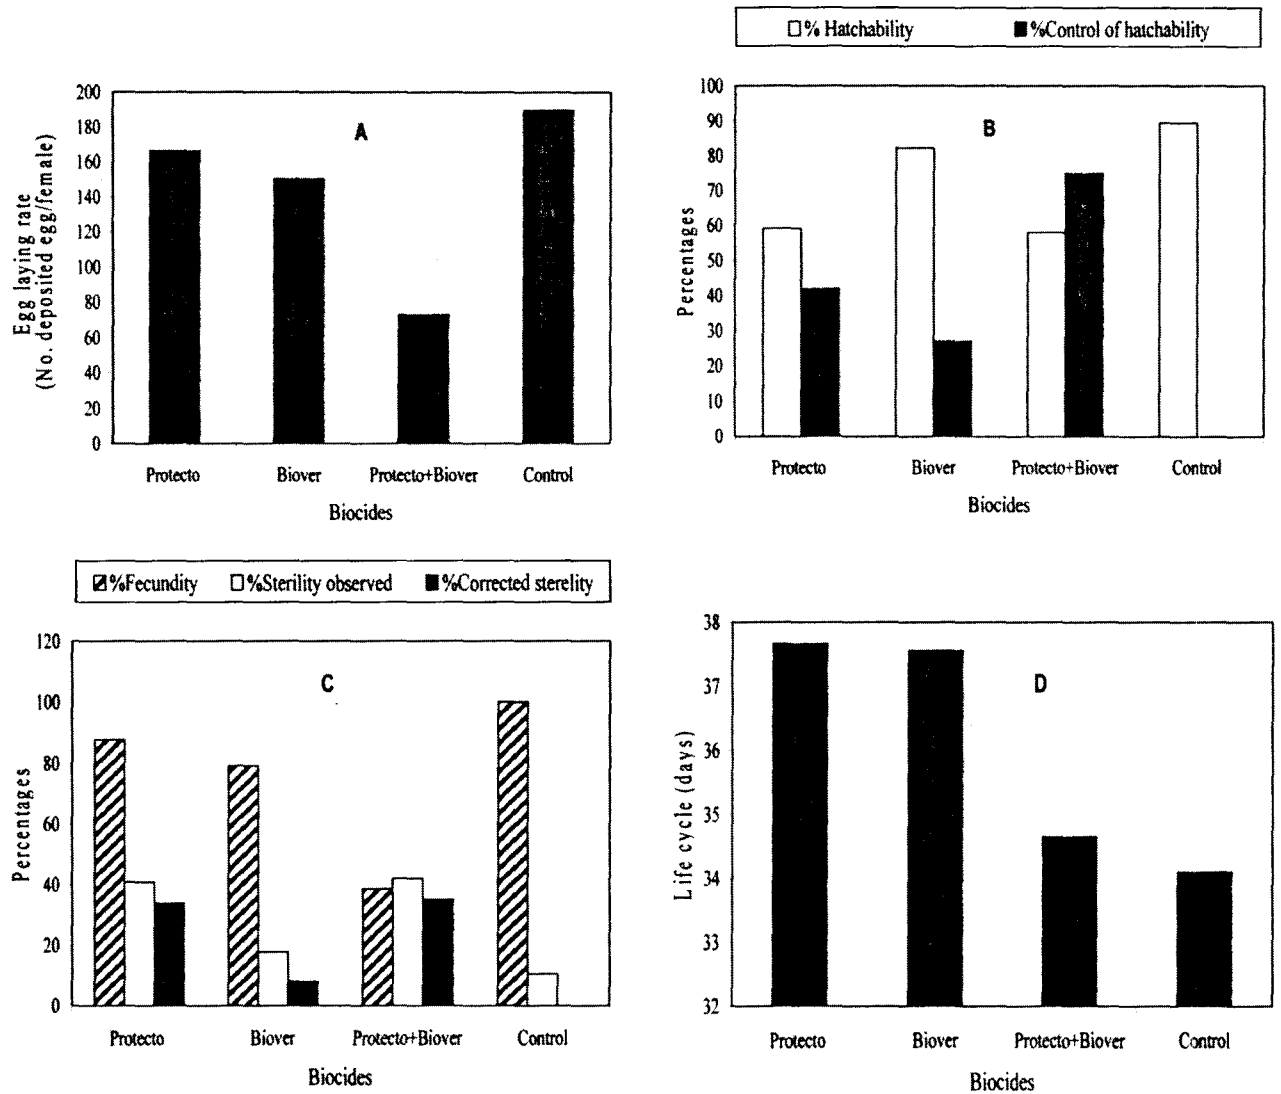 A
Egg laying rate
(No. deposited egg/female)
200
180
160
140
120
100
80
60
40
20
0
Protecto Biover Protecto+Biover Control
Biocides
% Hatchability %Control of hatchability
B
Percentages
100
90
80
70
60
50
40
30
20
10
0
Protecto Biover Protecto+Biover Control
Biocides
%Fecundity %Sterility observed %Corrected sterelity
C
Percentages
120
100
80
60
40
20
0
Protecto Biover Protecto+Biover Control
Biocides
D
Life cycle (days)
38
37
36
35
34
33
32
Protecto Biover Protecto+Biover Control
Biocides